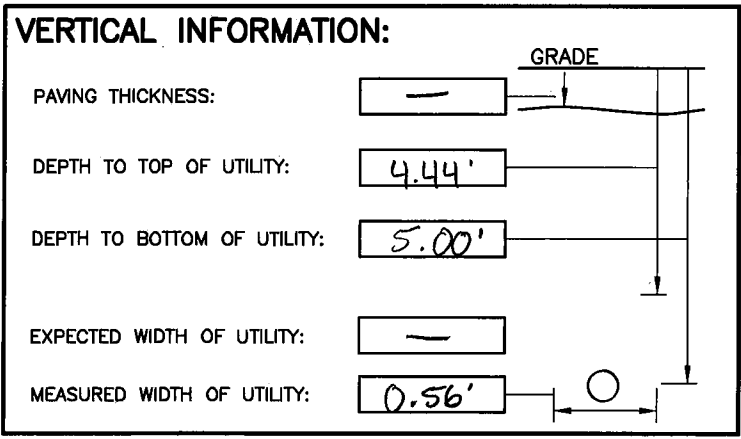 VERTICAL INFORMATION:
GRADE
PAVING THICKNESS: —
DEPTH TO TOP OF UTILITY: 4.44'
DEPTH TO BOTTOM OF UTILITY: 5.00'
EXPECTED WIDTH OF UTILITY: —
MEASURED WIDTH OF UTILITY: 0.56'